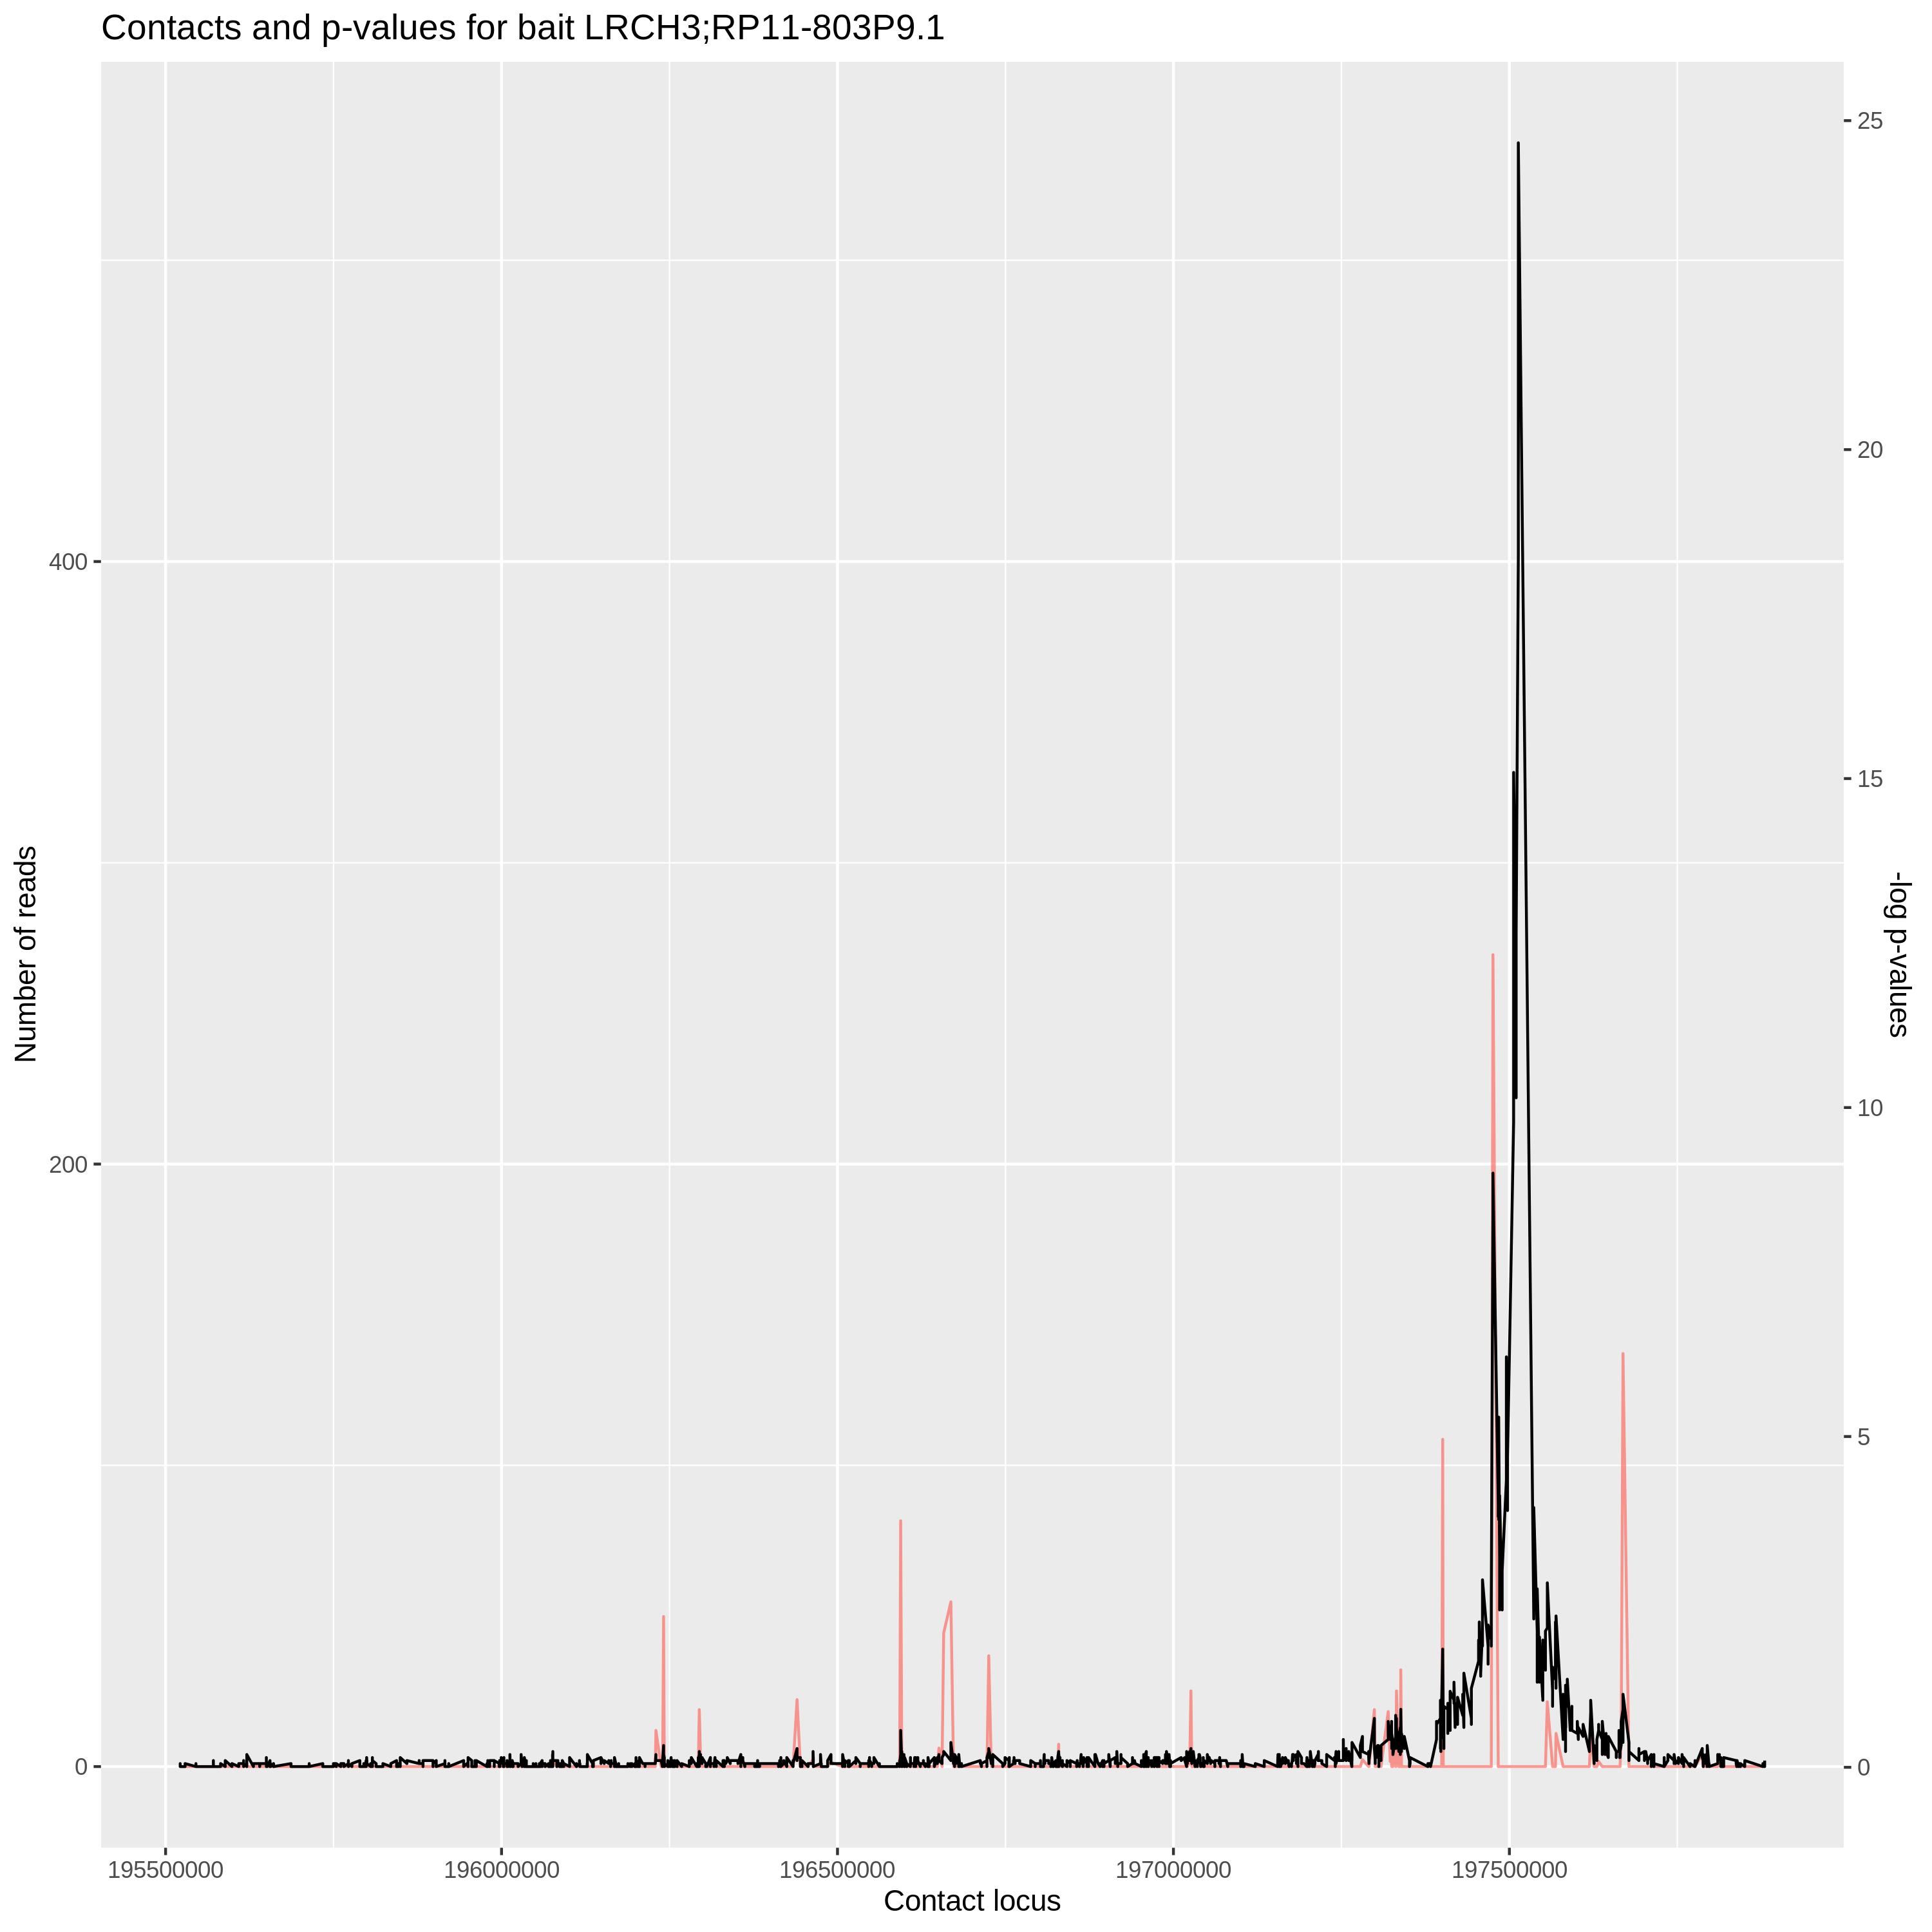 Contacts and p-values for bait LRCH3;RP11-803P9.1
Number of reads
400
200
0
25
20
15
10
5
0
-log p-values
195500000 196000000 196500000 197000000 197500000
Contact locus